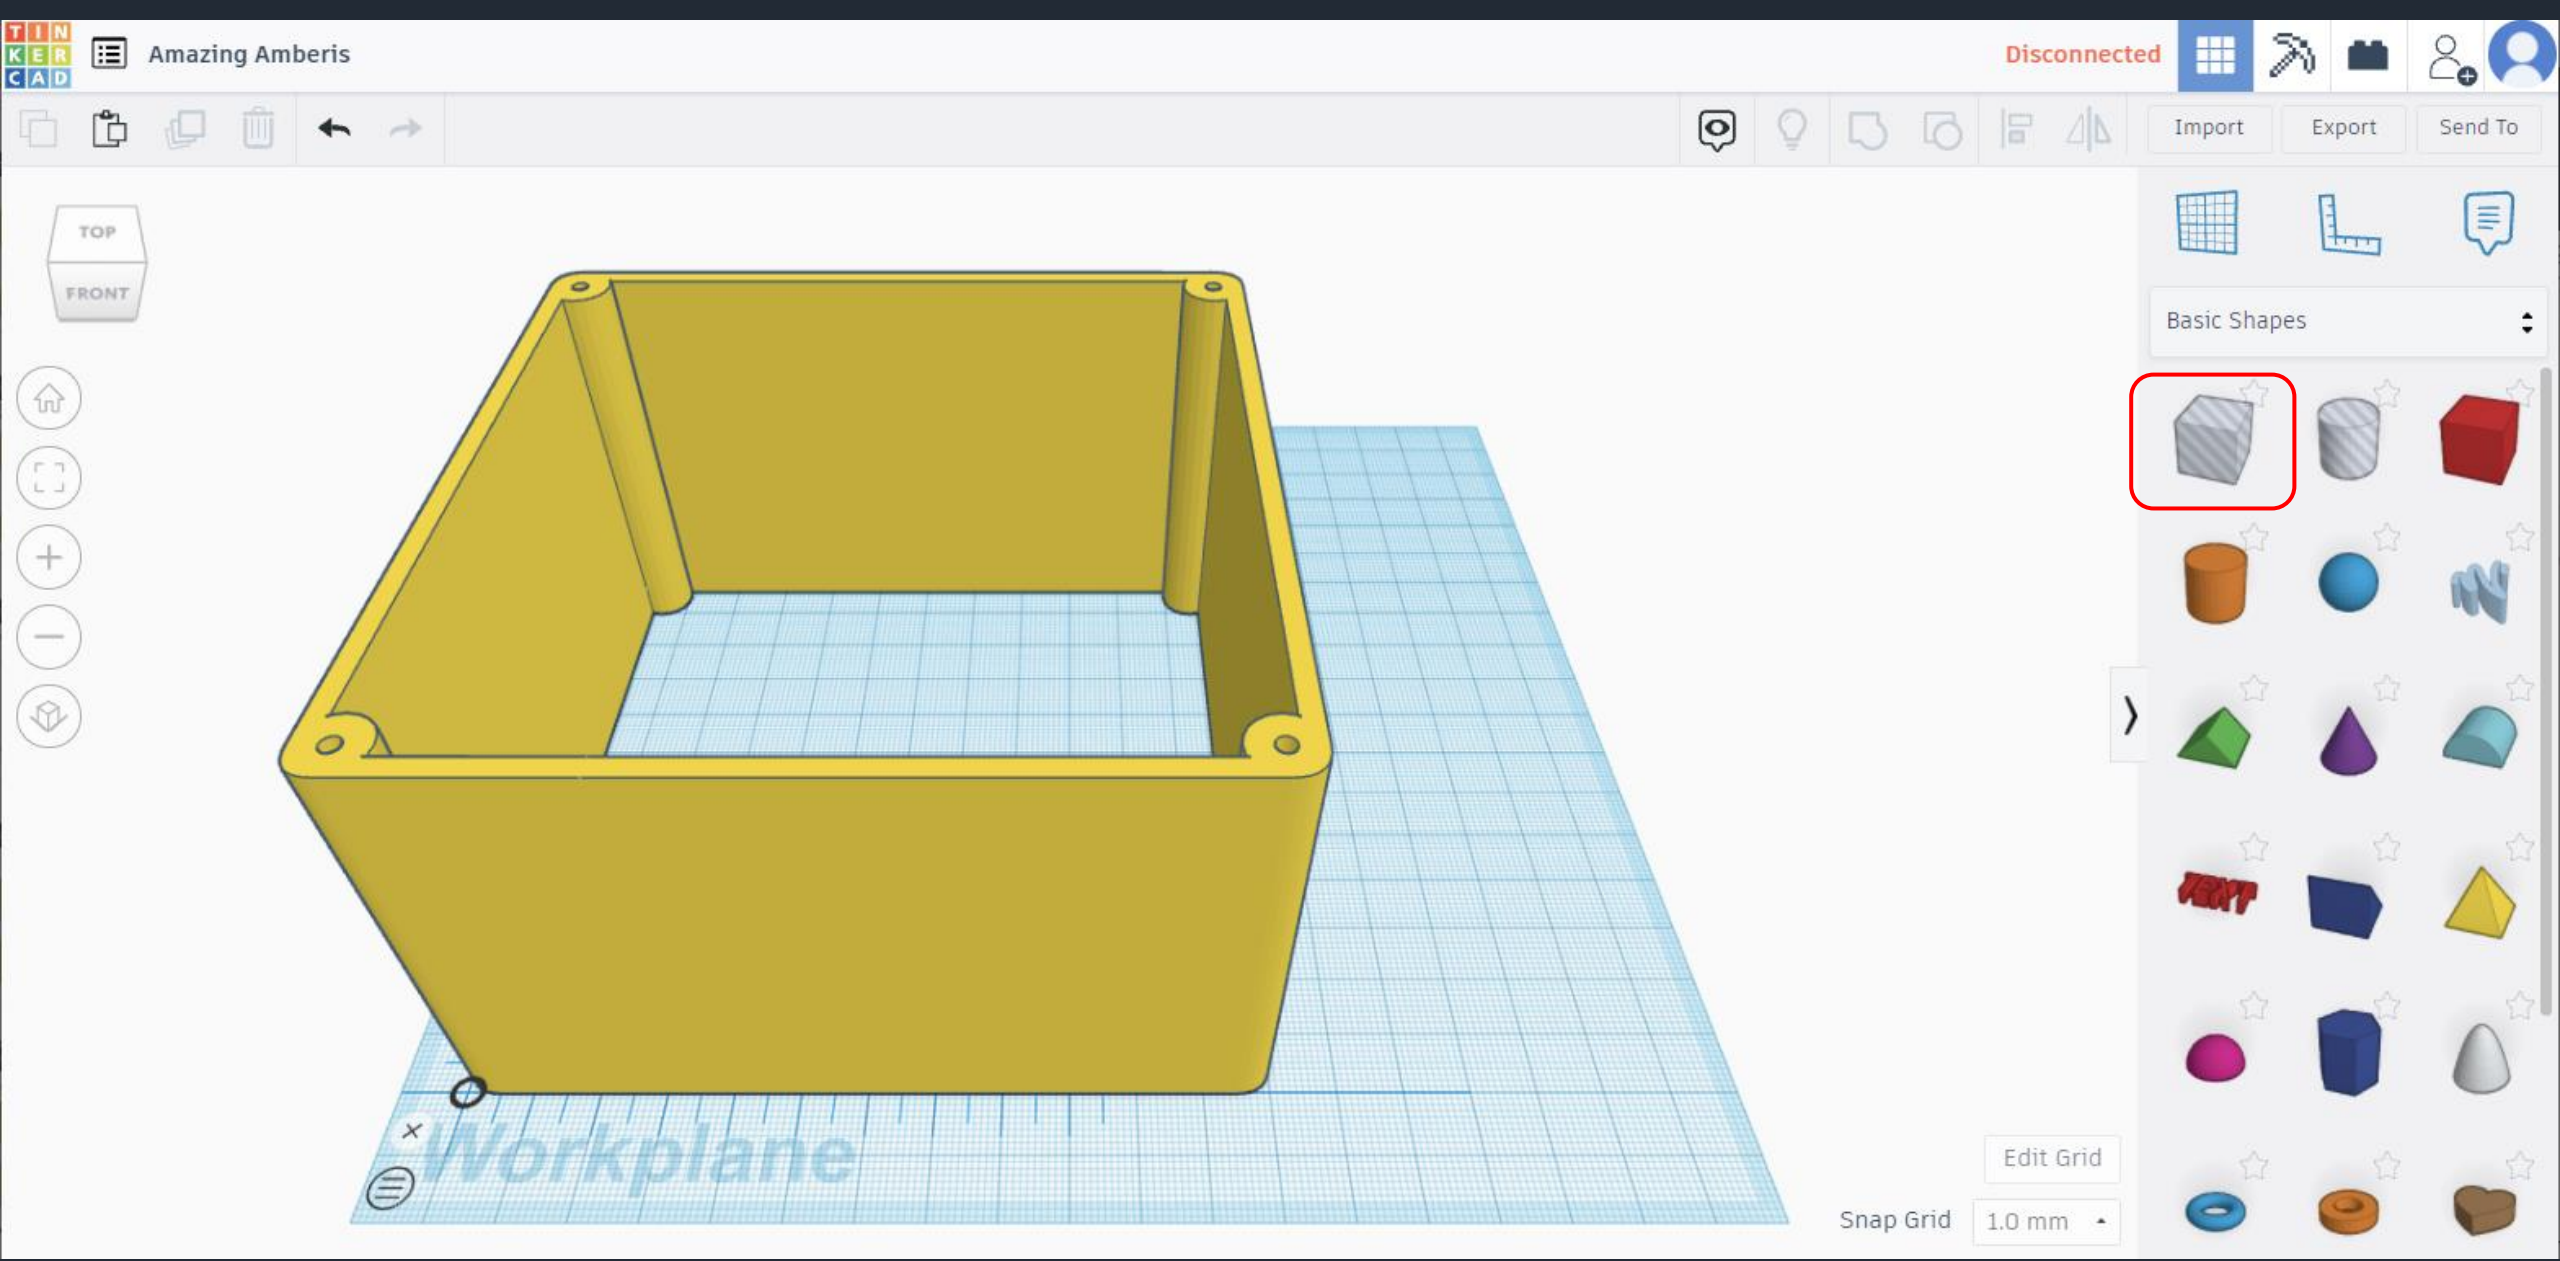 TIN
KER
CAD
Amazing Amberis
Disconnected
Import
Export
Send To
TOP
FRONT
Basic Shapes
TEXT
Workplane
Edit Grid
Snap Grid
1.0 mm